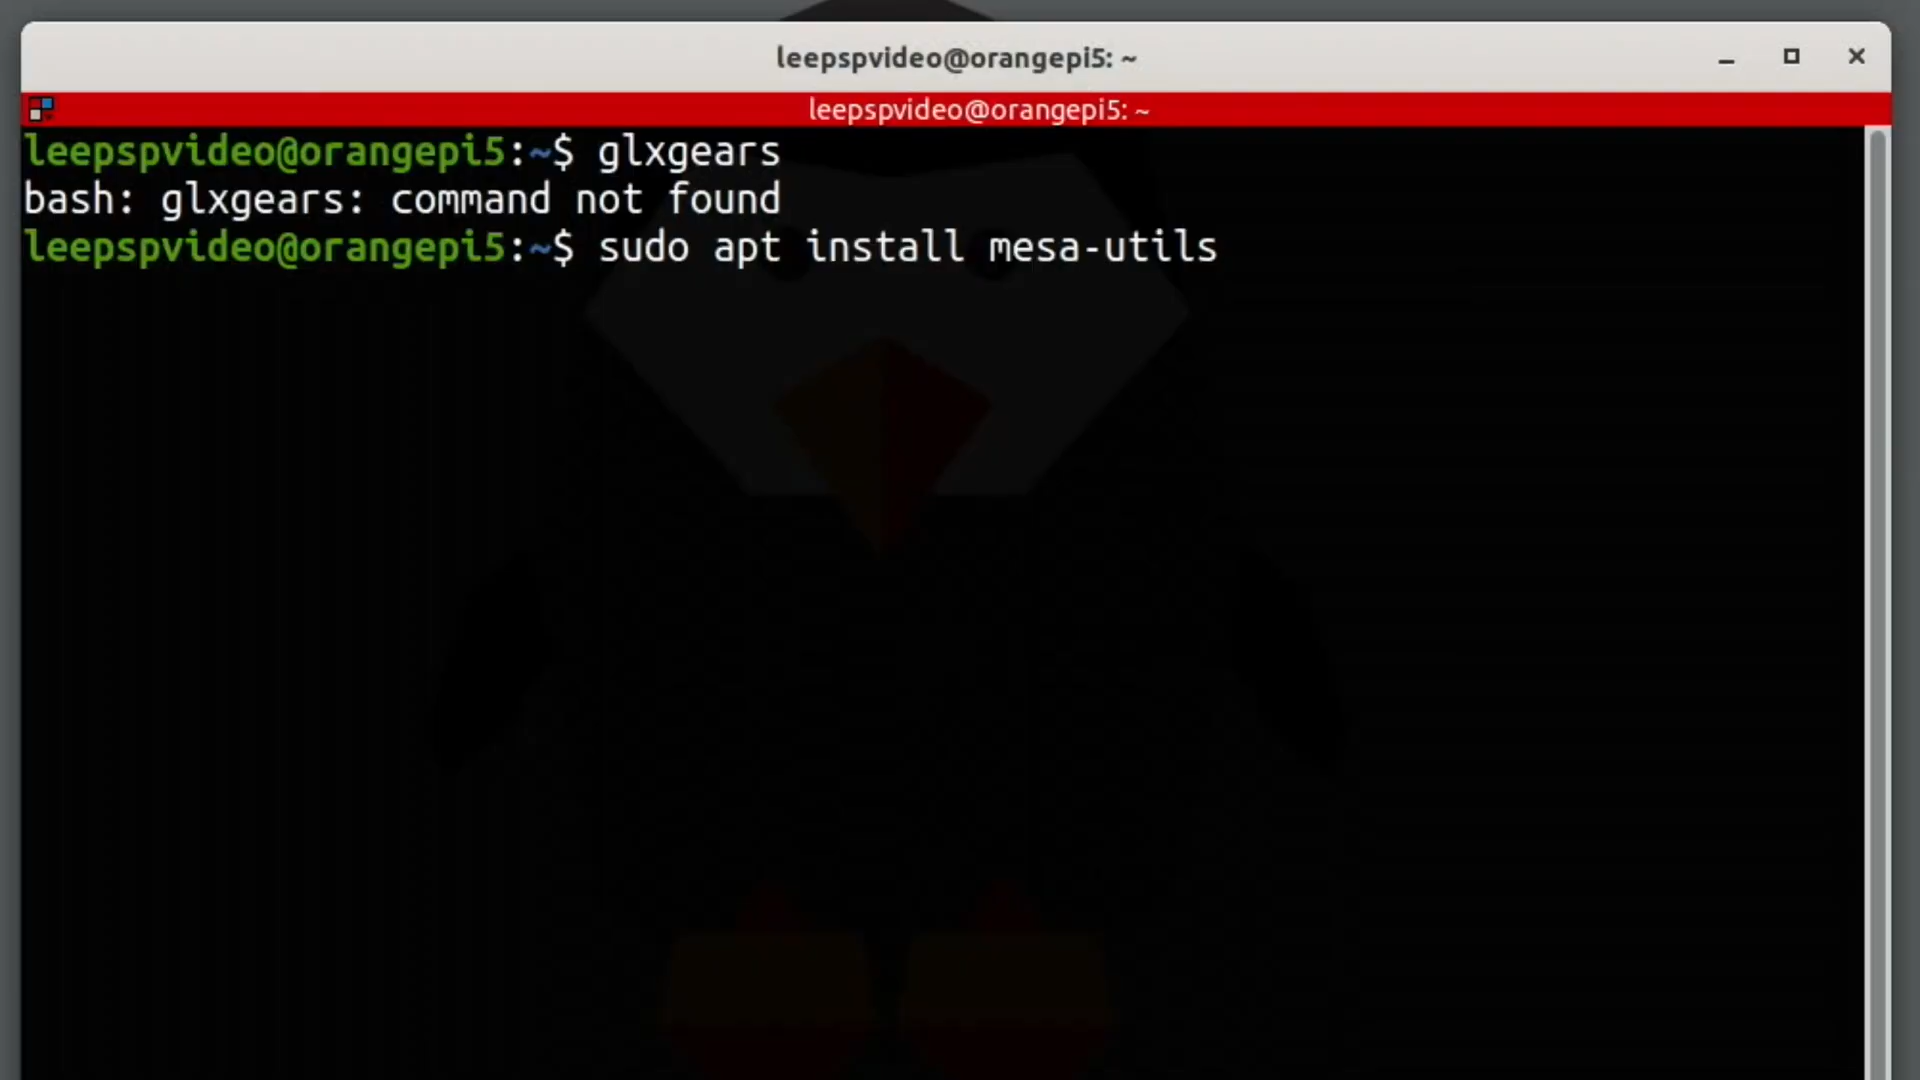 leepspvideo@orangepi5: ~
leepspvideo@orangepi5: ~
leepspvideo@orangepi5:~$ glxgears
bash: glxgears: command not found
leepspvideo@orangepi5:~$ sudo apt install mesa-utils